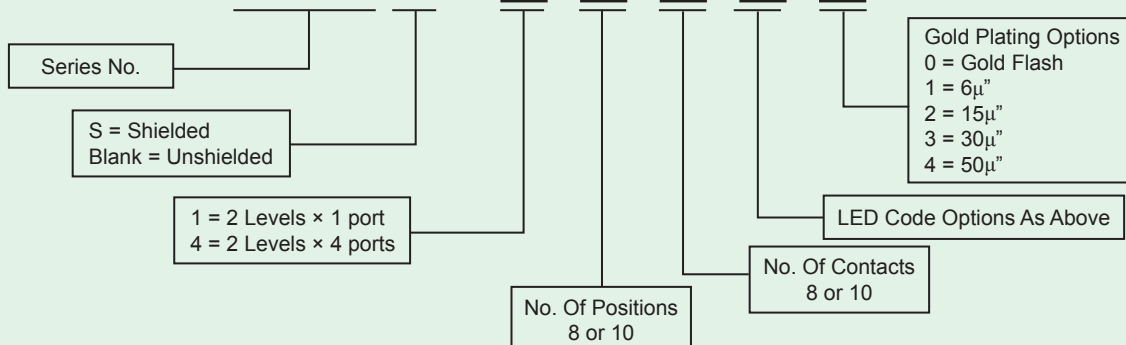 Gold Plating Options
0 = Gold Flash
1 = 6μ”
2 = 15μ”
3 = 30μ”
4 = 50μ”
Series No.
S = Shielded
Blank = Unshielded
1 = 2 Levels × 1 port
4 = 2 Levels × 4 ports
LED Code Options As Above
No. Of Contacts
8 or 10
No. Of Positions
8 or 10